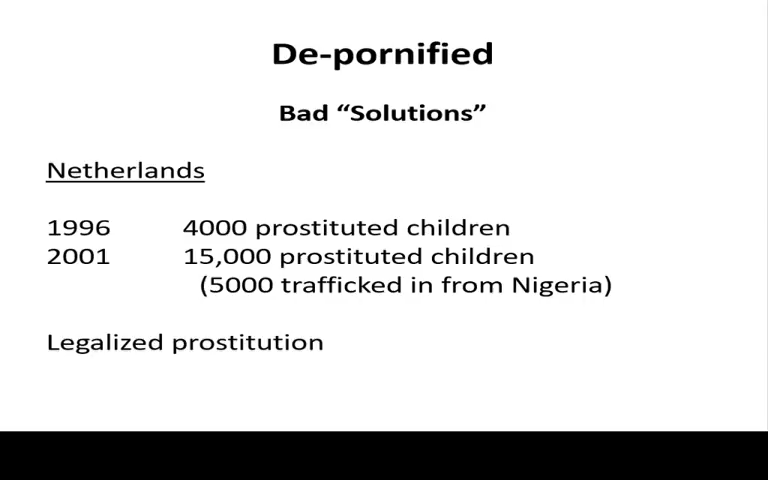 De-pornified
Bad “Solutions”
Netherlands
1996 4000 prostituted children
2001 15,000 prostituted children
(5000 trafficked in from Nigeria)
Legalized prostitution